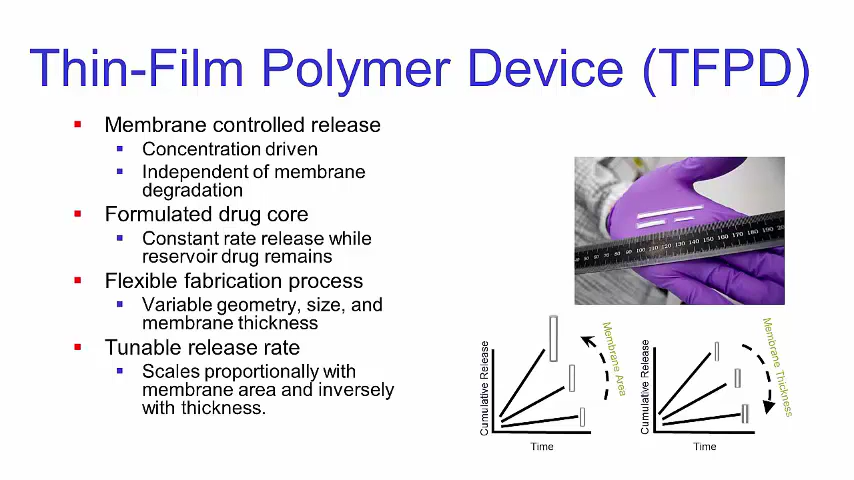 Thin-Film Polymer Device (TFPD)
Membrane controlled release
Concentration driven
Independent of membrane
degradation
Formulated drug core
Constant rate release while
reservoir drug remains
Flexible fabrication process
Variable geometry, size, and
membrane thickness
Tunable release rate
Scales proportionally with
membrane area and inversely
with thickness.
Cumulative Release
Time
Membrane Area
Cumulative Release
Time
Membrane Thickness